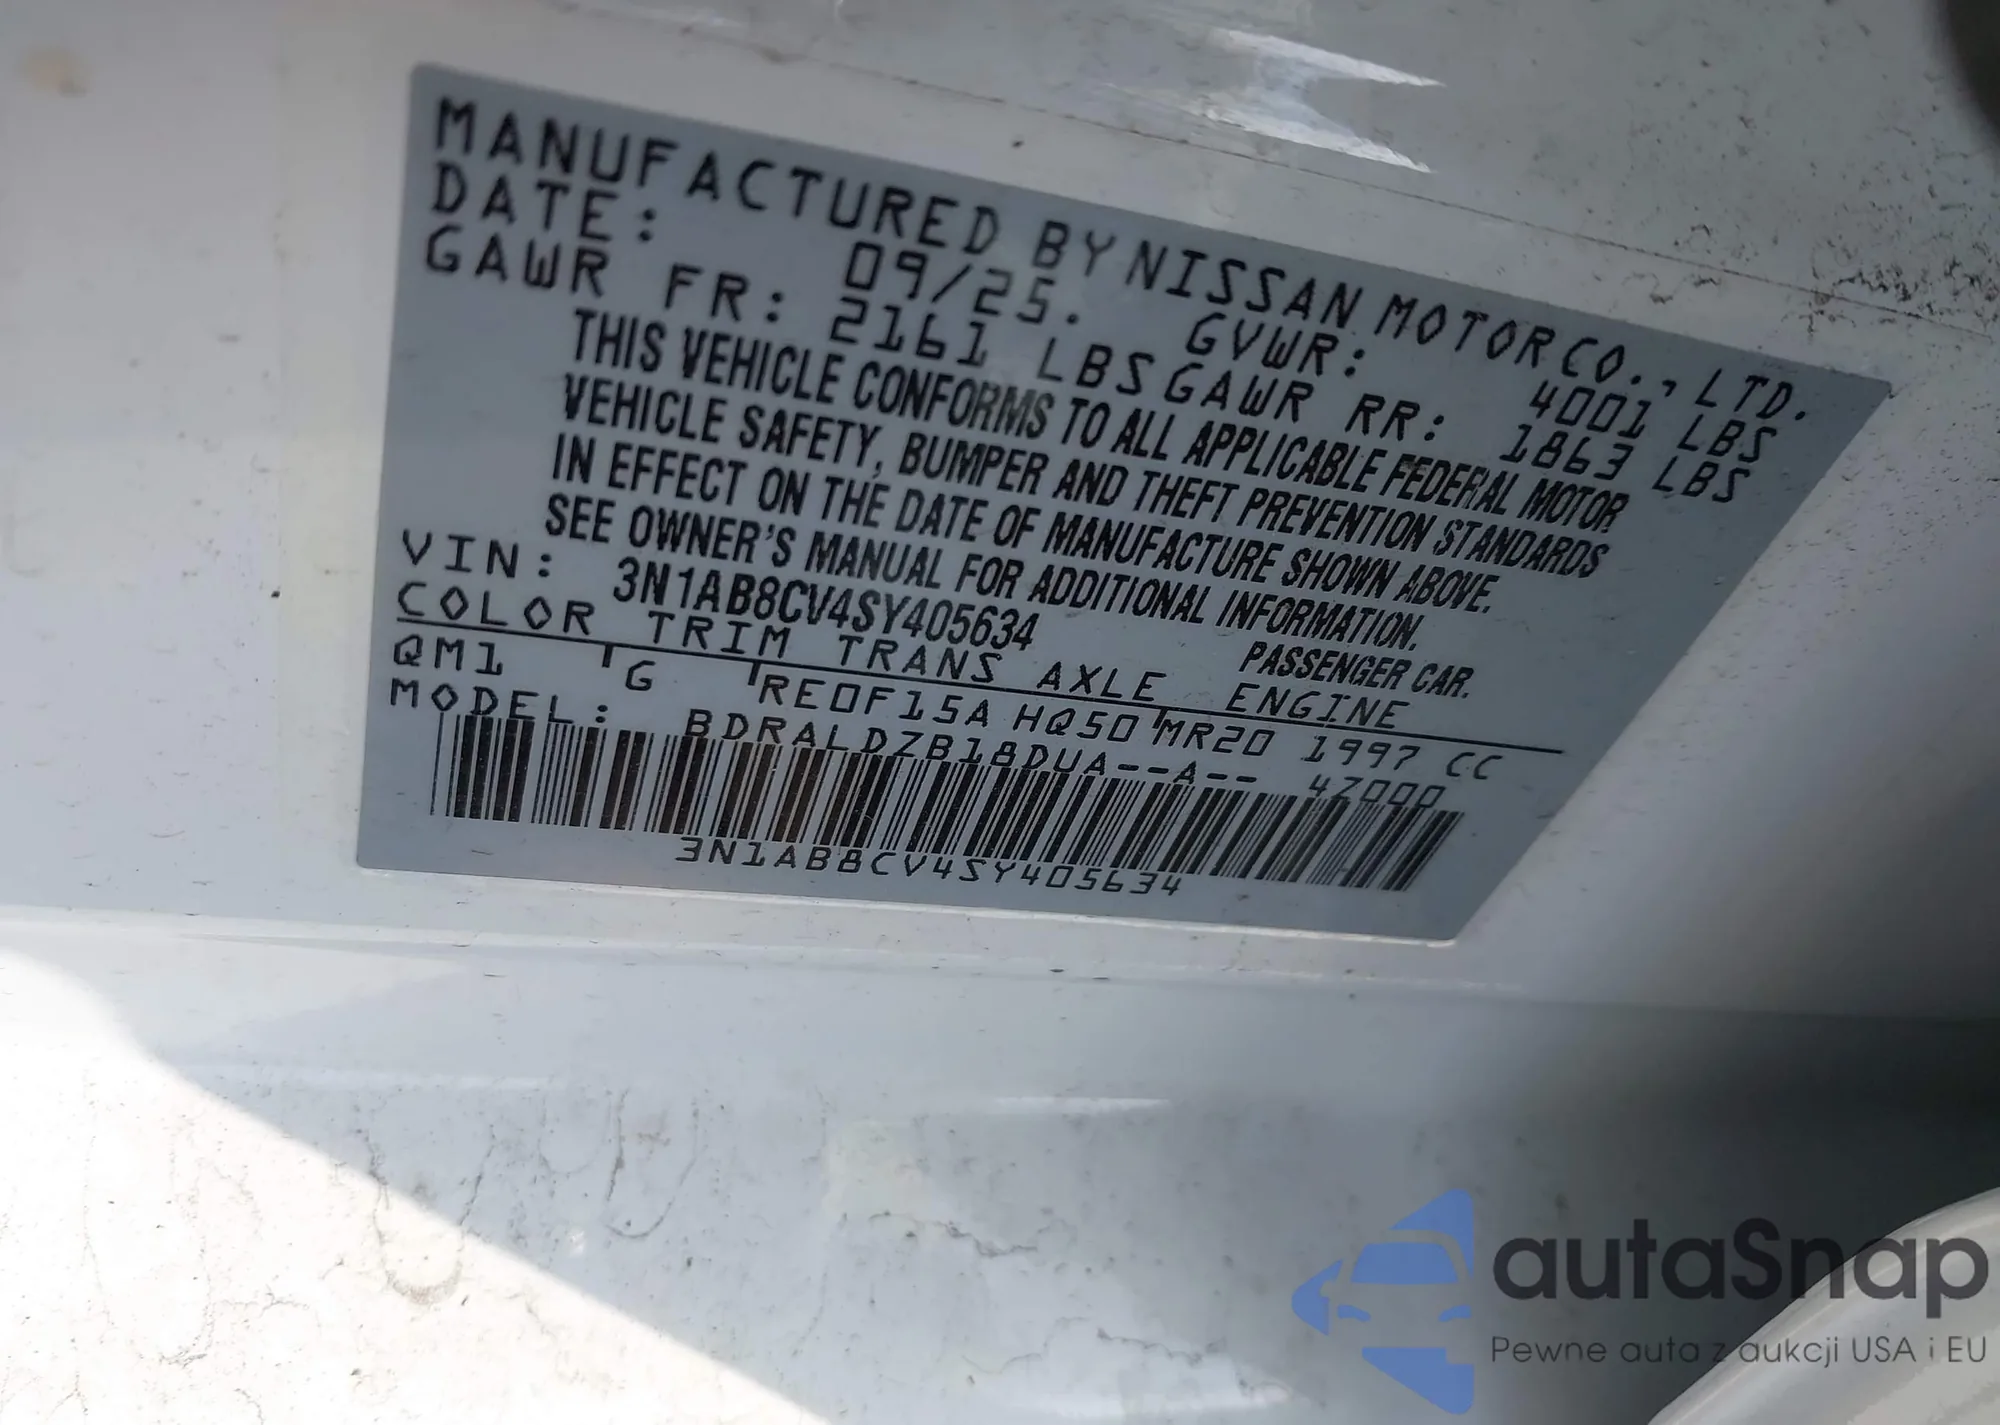 MANUFACTURED BY NISSAN MOTOR CO., LTD.
DATE: 09/25. GVWR: 4001 LBS
GAWR FR: 2161 LBS GAWR RR: 1863 LBS
THIS VEHICLE CONFORMS TO ALL APPLICABLE FEDERAL MOTOR
VEHICLE SAFETY, BUMPER AND THEFT PREVENTION STANDARDS
IN EFFECT ON THE DATE OF MANUFACTURE SHOWN ABOVE.
SEE OWNER'S MANUAL FOR ADDITIONAL INFORMATION.
VIN: 3N1AB8CV4SY405634 PASSENGER CAR.
COLOR TRIM TRANS AXLE ENGINE
QM1 G RE0F15A HQ50 MR20 1997 CC
MODEL: BDRALDZB18DUA--A-- 4Z000
3N1AB8CV4SY405634
autaSnap
Pewne auta z aukcji USA i EU